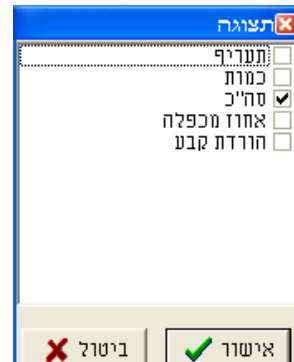 תצוגה
תעריף
כמות
סה"כ
אחוז מכפלה
הורדת קבע
אישור
ביטול